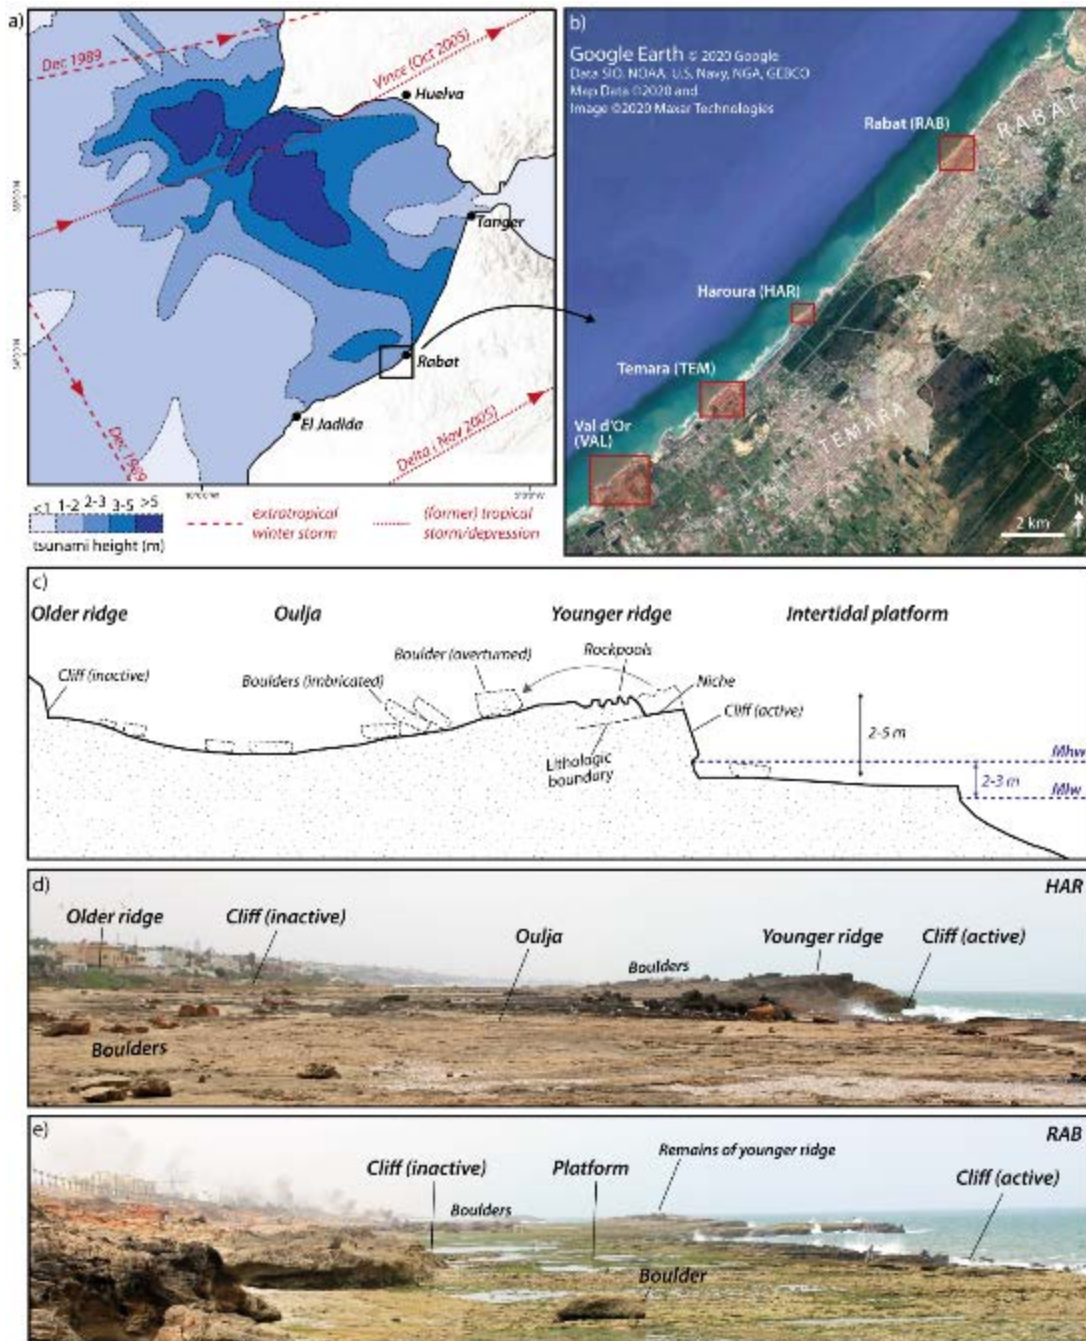 a)
Dec 1989
Vince (Oct 2005)
Huelva
Tanger
Rabat
El Jadida
Dec 1989
Delta (Nov 2005)
<1 1-2 2-3 3-5 >5
tsunami height (m)
extratropical
winter storm
(former) tropical
storm/depression
b)
Google Earth © 2020 Google
Data SIO, NOAA, U.S. Navy, NGA, GEBCO
Map Data ©2020 and
Image ©2020 Maxar Technologies
Rabat (RAB)
RABAT
Haroura (HAR)
Temara (TEM)
TEMARA
Val d'Or
(VAL)
N
2 km
c)
Older ridge
Oulja
Younger ridge
Intertidal platform
Cliff (inactive)
Boulders (imbricated)
Boulder (overturned)
Rockpools
Niche
Cliff (active)
Lithologic
boundary
2-5 m
Mhw
2-3 m
Mlw
d)
HAR
Older ridge
Cliff (inactive)
Oulja
Boulders
Younger ridge
Cliff (active)
Boulders
e)
RAB
Cliff (inactive)
Boulders
Platform
Remains of younger ridge
Cliff (active)
Boulder